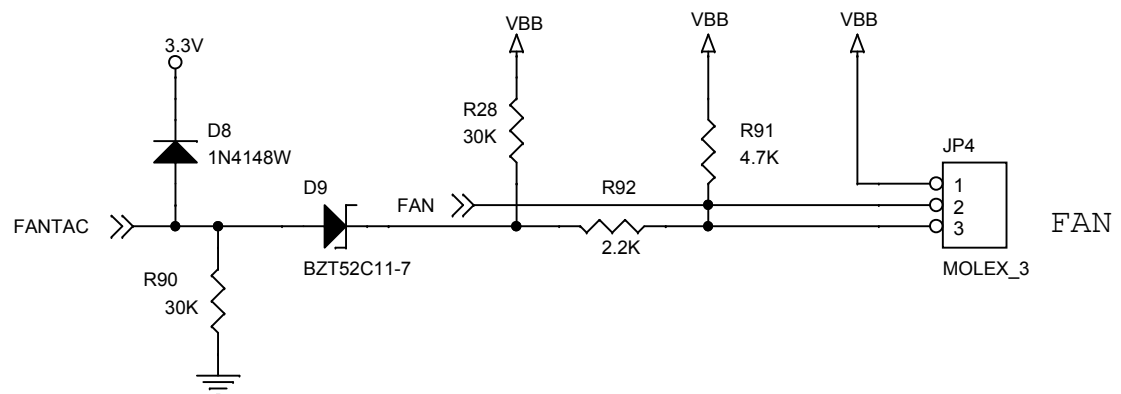 VBB
VBB
VBB
3.3V
R28
30K
D8
1N4148W
R91
4.7K
JP4
D9
R92
1
FAN
2
FANTAC
3
FAN
2.2K
BZT52C11-7
MOLEX_3
R90
30K